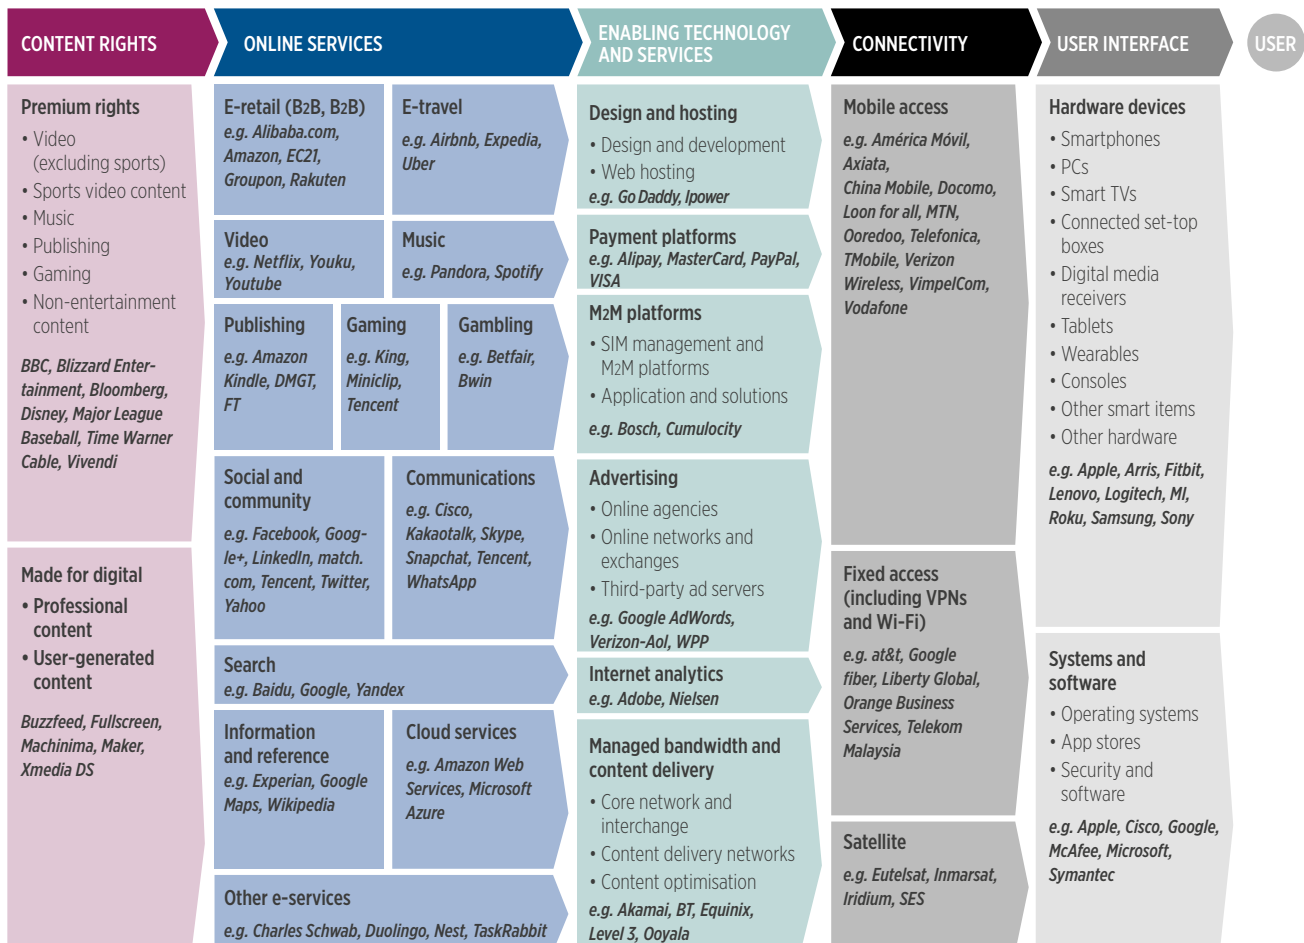 CONTENT RIGHTS
ONLINE SERVICES
ENABLING TECHNOLOGY
AND SERVICES
CONNECTIVITY
USER INTERFACE
USER
Premium rights
• Video
(excluding sports)
• Sports video content
• Music
• Publishing
• Gaming
• Non-entertainment
content
BBC, Blizzard Enter-
tainment, Bloomberg,
Disney, Major League
Baseball, Time Warner
Cable, Vivendi
Made for digital
• Professional
content
• User-generated
content
Buzzfeed, Fullscreen,
Machinima, Maker,
Xmedia DS
E-retail (B2B, B2B)
e.g. Alibaba.com,
Amazon, EC21,
Groupon, Rakuten
E-travel
e.g. Airbnb, Expedia,
Uber
Video
e.g. Netflix, Youku,
Youtube
Music
e.g. Pandora, Spotify
Publishing
e.g. Amazon
Kindle, DMGT,
FT
Gaming
e.g. King,
Miniclip,
Tencent
Gambling
e.g. Betfair,
Bwin
Social and
community
e.g. Facebook, Goog-
le+, LinkedIn, match.
com, Tencent, Twitter,
Yahoo
Communications
e.g. Cisco,
Kakaotalk, Skype,
Snapchat, Tencent,
WhatsApp
Search
e.g. Baidu, Google, Yandex
Information
and reference
e.g. Experian, Google
Maps, Wikipedia
Cloud services
e.g. Amazon Web
Services, Microsoft
Azure
Other e-services
e.g. Charles Schwab, Duolingo, Nest, TaskRabbit
Design and hosting
• Design and development
• Web hosting
e.g. Go Daddy, Ipower
Payment platforms
e.g. Alipay, MasterCard, PayPal,
VISA
M2M platforms
• SIM management and
M2M platforms
• Application and solutions
e.g. Bosch, Cumulocity
Advertising
• Online agencies
• Online networks and
exchanges
• Third-party ad servers
e.g. Google AdWords,
Verizon-Aol, WPP
Internet analytics
e.g. Adobe, Nielsen
Managed bandwidth and
content delivery
• Core network and
interchange
• Content delivery networks
• Content optimisation
e.g. Akamai, BT, Equinix,
Level 3, Ooyala
Mobile access
e.g. América Móvil,
Axiata,
China Mobile, Docomo,
Loon for all, MTN,
Ooredoo, Telefonica,
TMobile, Verizon
Wireless, VimpelCom,
Vodafone
Fixed access
(including VPNs
and Wi-Fi)
e.g. at&t, Google
fiber, Liberty Global,
Orange Business
Services, Telekom
Malaysia
Satellite
e.g. Eutelsat, Inmarsat,
Iridium, SES
Hardware devices
• Smartphones
• PCs
• Smart TVs
• Connected set-top
boxes
• Digital media
receivers
• Tablets
• Wearables
• Consoles
• Other smart items
• Other hardware
e.g. Apple, Arris, Fitbit,
Lenovo, Logitech, MI,
Roku, Samsung, Sony
Systems and
software
• Operating systems
• App stores
• Security and
software
e.g. Apple, Cisco, Google,
McAfee, Microsoft,
Symantec